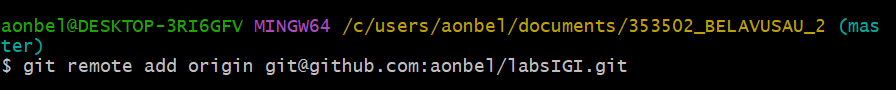 aonbel@DESKTOP-3RI6GFV MINGW64 /c/users/aonbel/documents/353502_BELAVUSAU_2 (mas
ter)
$ git remote add origin git@github.com:aonbel/labsIGI.git